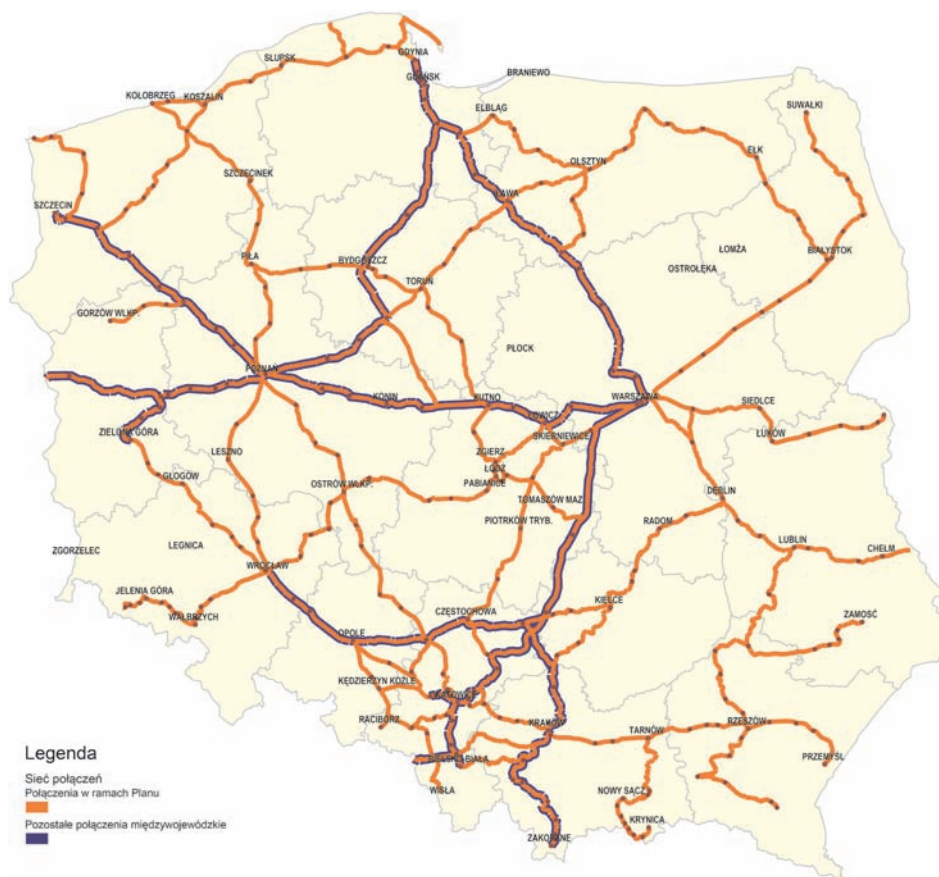 GDYNIA
SŁUPSK
GDAŃSK
BRANIEWO
KOŁOBRZEG
KOSZALIN
ELBLĄG
SUWAŁKI
OLSZTYN
EŁK
SZCZECINEK
IŁAWA
SZCZECIN
ŁOMŻA
BIAŁYSTOK
PIŁA
BYDGOSZCZ
OSTROŁĘKA
TORUŃ
GORZÓW WLKP.
PŁOCK
POZNAŃ
KONIN
KUTNO
WARSZAWA
SIEDLCE
ŁOWICZ
ZIELONA GÓRA
SKIERNIEWICE
ŁUKÓW
LESZNO
ZGIERZ
ŁÓDŹ
GŁOGÓW
OSTRÓW WLKP.
PABIANICE
DĘBLIN
TOMASZÓW MAZ.
PIOTRKÓW TRYB.
RADOM
LEGNICA
LUBLIN
ZGORZELEC
CHEŁM
WROCŁAW
JELENIA GÓRA
KIELCE
CZĘSTOCHOWA
WAŁBRZYCH
ZAMOŚĆ
OPOLE
KĘDZIERZYN KOŹLE
KATOWICE
RACIBÓRZ
KRAKÓW
RZESZÓW
TARNÓW
Legenda
BIELSKO BIAŁA
PRZEMYŚL
Sieć połączeń
Połączenia w ramach Planu
WISŁA
NOWY SĄCZ
KRYNICA
Pozostałe połączenia międzywojewódzkie
ZAKOPANE